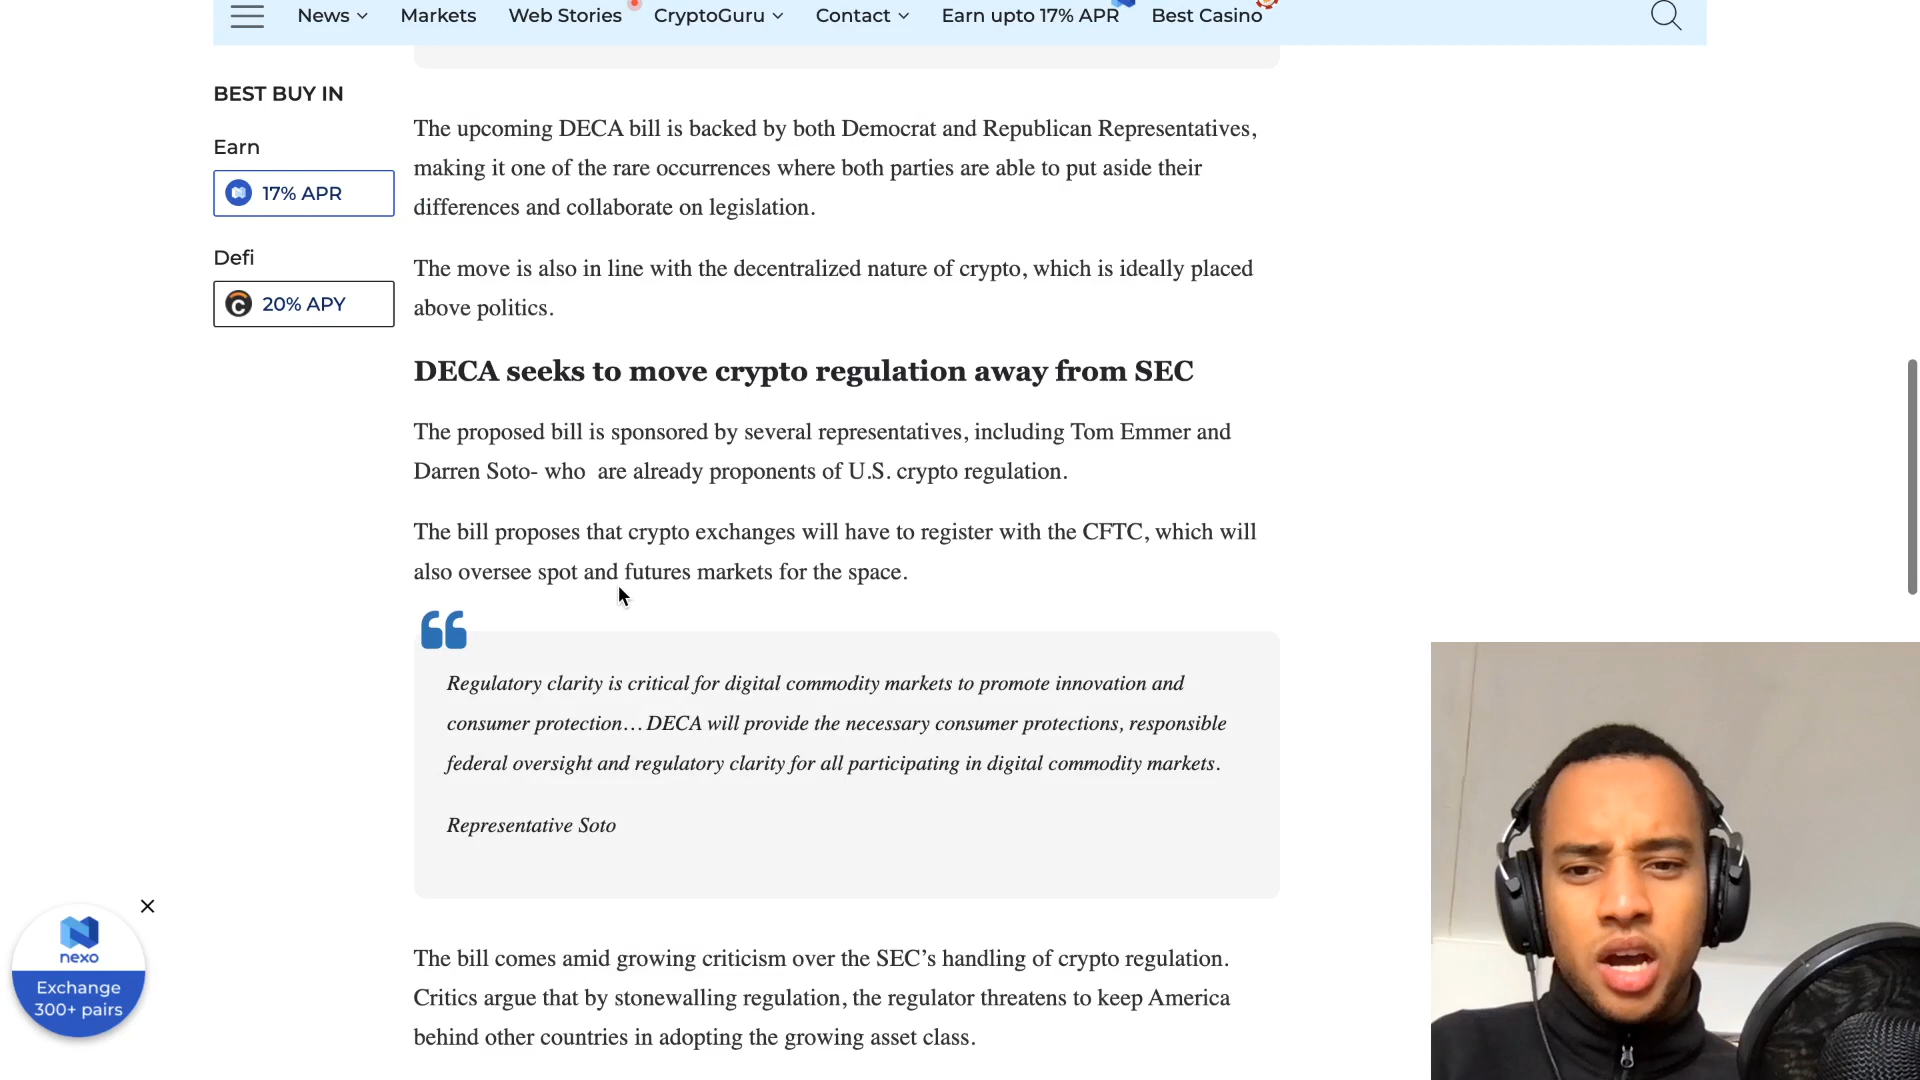 News
Markets
Web Stories
CryptoGuru
Contact
Earn upto 17% APR
Best Casino
BEST BUY IN
Earn
17% APR
Defi
20% APY
The upcoming DECA bill is backed by both Democrat and Republican Representatives,
making it one of the rare occurrences where both parties are able to put aside their
differences and collaborate on legislation.
The move is also in line with the decentralized nature of crypto, which is ideally placed
above politics.
DECA seeks to move crypto regulation away from SEC
The proposed bill is sponsored by several representatives, including Tom Emmer and
Darren Soto- who  are already proponents of U.S. crypto regulation.
The bill proposes that crypto exchanges will have to register with the CFTC, which will
also oversee spot and futures markets for the space.
Regulatory clarity is critical for digital commodity markets to promote innovation and
consumer protection… DECA will provide the necessary consumer protections, responsible
federal oversight and regulatory clarity for all participating in digital commodity markets.
Representative Soto
The bill comes amid growing criticism over the SEC’s handling of crypto regulation.
Critics argue that by stonewalling regulation, the regulator threatens to keep America
behind other countries in adopting the growing asset class.
nexo
Exchange
300+ pairs